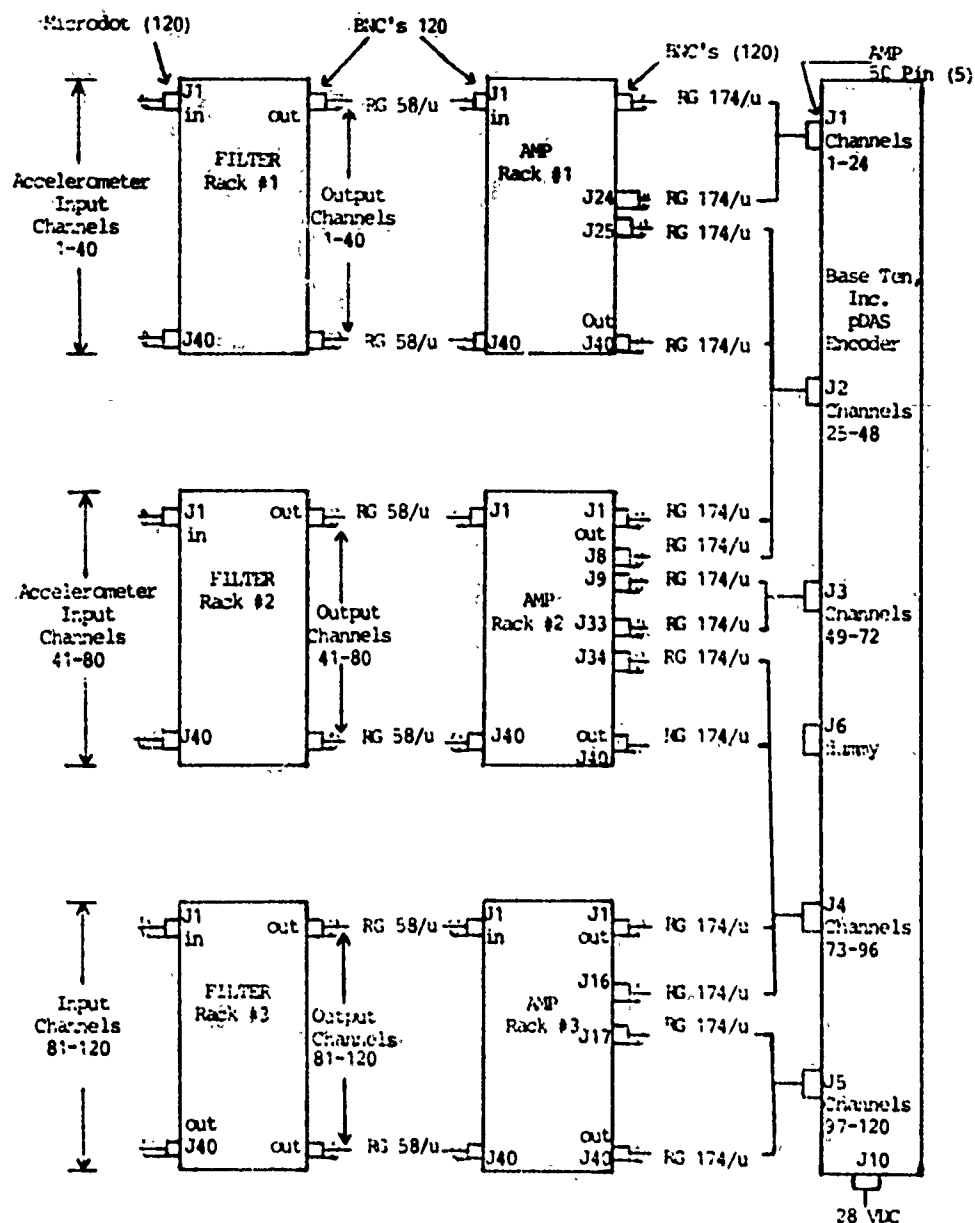 Microdot (120)
BNC's 120
BNC's (120)
AMP
50 Pin (5)
J1
in
out
RG 58/u
J1
in
RG 174/u
J1
Channels
1-24
FILTER
Rack #1
AMP
Rack #1
Accelerometer
Input
Channels
1-40
Output
Channels
1-40
J24
RG 174/u
J25
RG 174/u
Base Ten,
Inc.
pDAS
Encoder
J40
RG 58/u
J40
Out
J40
RG 174/u
J2
Channels
25-48
J1
in
out
RG 58/u
J1
J1
out
RG 174/u
J8
RG 174/u
J9
RG 174/u
FILTER
Rack #2
AMP
Rack #2
Accelerometer
Input
Channels
41-80
Output
Channels
41-80
J33
RG 174/u
J34
RG 174/u
J3
Channels
49-72
J40
RG 58/u
J40
out
J40
RG 174/u
J6
Dummy
J1
in
out
RG 58/u
J1
in
J1
out
RG 174/u
J4
Channels
73-96
FILTER
Rack #3
AMP
Rack #3
Input
Channels
81-120
Output
Channels
81-120
J16
RG 174/u
J17
RG 174/u
J5
Channels
97-120
out
J40
out
RG 58/u
J40
out
J40
RG 174/u
J10
28 VDC